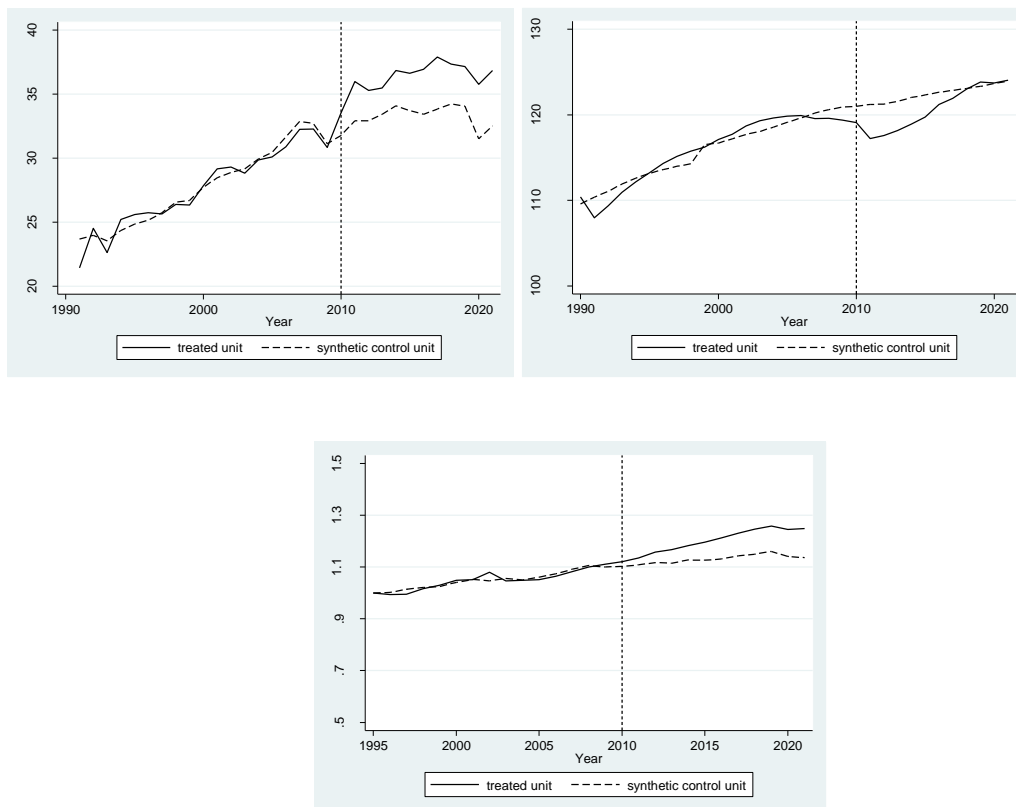 40
35
30
25
20
1990 2000 2010 2020
Year
treated unit synthetic control unit
130
120
110
100
1990 2000 2010 2020
Year
treated unit synthetic control unit
1.5
1.3
1.1
.9
.7
.5
1995 2000 2005 2010 2015 2020
Year
treated unit synthetic control unit